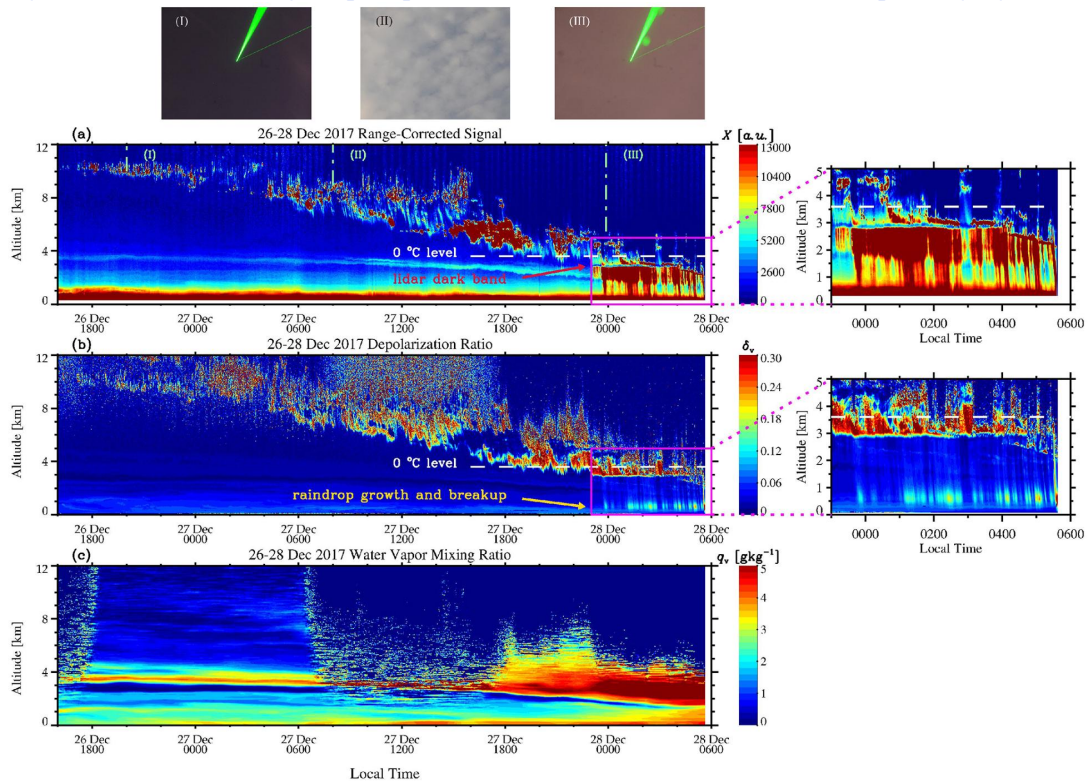 (I)
(II)
(III)
(a)
26-28 Dec 2017 Range-Corrected Signal
X [a.u.]
12
8
4
0
Altitude [km]
(I)
(II)
(III)
0 °C level
lidar dark band
13000
10400
7800
5200
2600
0
26 Dec
1800
27 Dec
0000
27 Dec
0600
27 Dec
1200
27 Dec
1800
28 Dec
0000
28 Dec
0600
5
4
3
2
1
0
Altitude [km]
0000
0200
0400
0600
Local Time
(b)
26-28 Dec 2017 Depolarization Ratio
δv
12
8
4
0
Altitude [km]
0 °C level
raindrop growth and breakup
0.30
0.24
0.18
0.12
0.06
0.00
26 Dec
1800
27 Dec
0000
27 Dec
0600
27 Dec
1200
27 Dec
1800
28 Dec
0000
28 Dec
0600
5
4
3
2
1
0
Altitude [km]
0000
0200
0400
0600
Local Time
(c)
26-28 Dec 2017 Water Vapor Mixing Ratio
qv [gkg⁻¹]
12
8
4
0
Altitude [km]
5
4
3
2
1
0
26 Dec
1800
27 Dec
0000
27 Dec
0600
27 Dec
1200
27 Dec
1800
28 Dec
0000
28 Dec
0600
Local Time